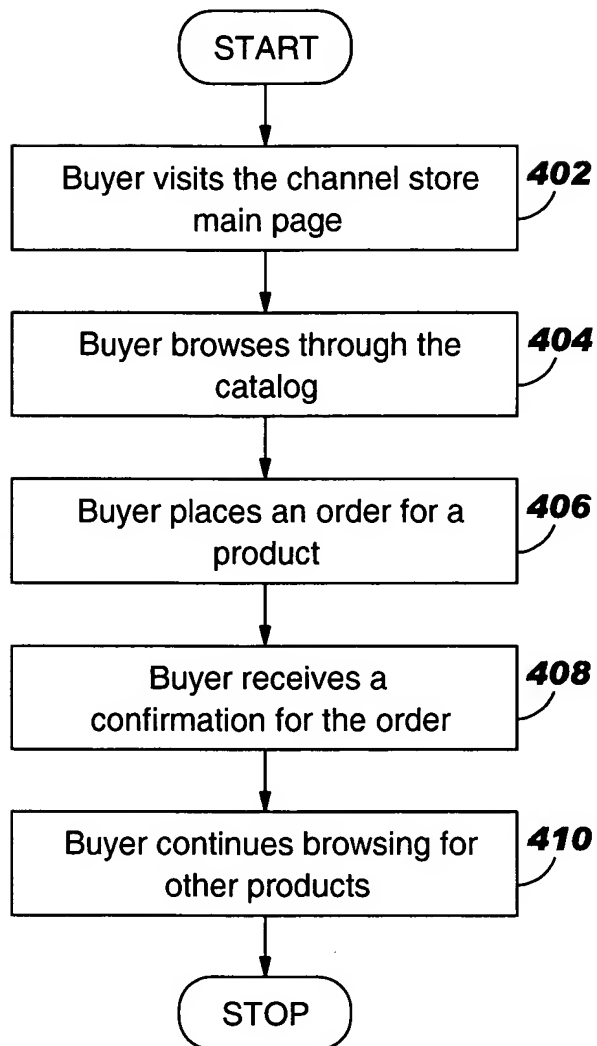 START
Buyer visits the channel store
main page
402
Buyer browses through the
catalog
404
Buyer places an order for a
product
406
Buyer receives a
confirmation for the order
408
Buyer continues browsing for
other products
410
STOP